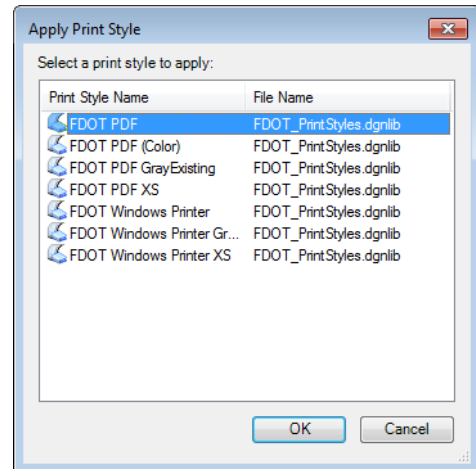 Apply Print Style
Select a print style to apply:
Print Style Name File Name
FDOT PDF FDOT_PrintStyles.dgnlib
FDOT PDF (Color) FDOT_PrintStyles.dgnlib
FDOT PDF GrayExisting FDOT_PrintStyles.dgnlib
FDOT PDF XS FDOT_PrintStyles.dgnlib
FDOT Windows Printer FDOT_PrintStyles.dgnlib
FDOT Windows Printer Gr... FDOT_PrintStyles.dgnlib
FDOT Windows Printer XS FDOT_PrintStyles.dgnlib
OK Cancel